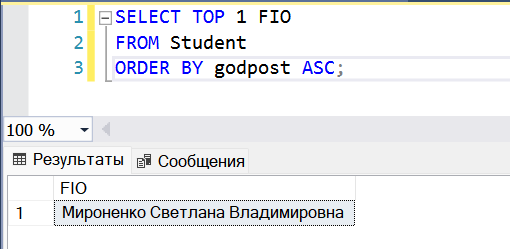 1 SELECT TOP 1 FIO
2 FROM Student
3 ORDER BY godpost ASC;
100 %
Результаты Сообщения
FIO
1 Мироненко Светлана Владимировна